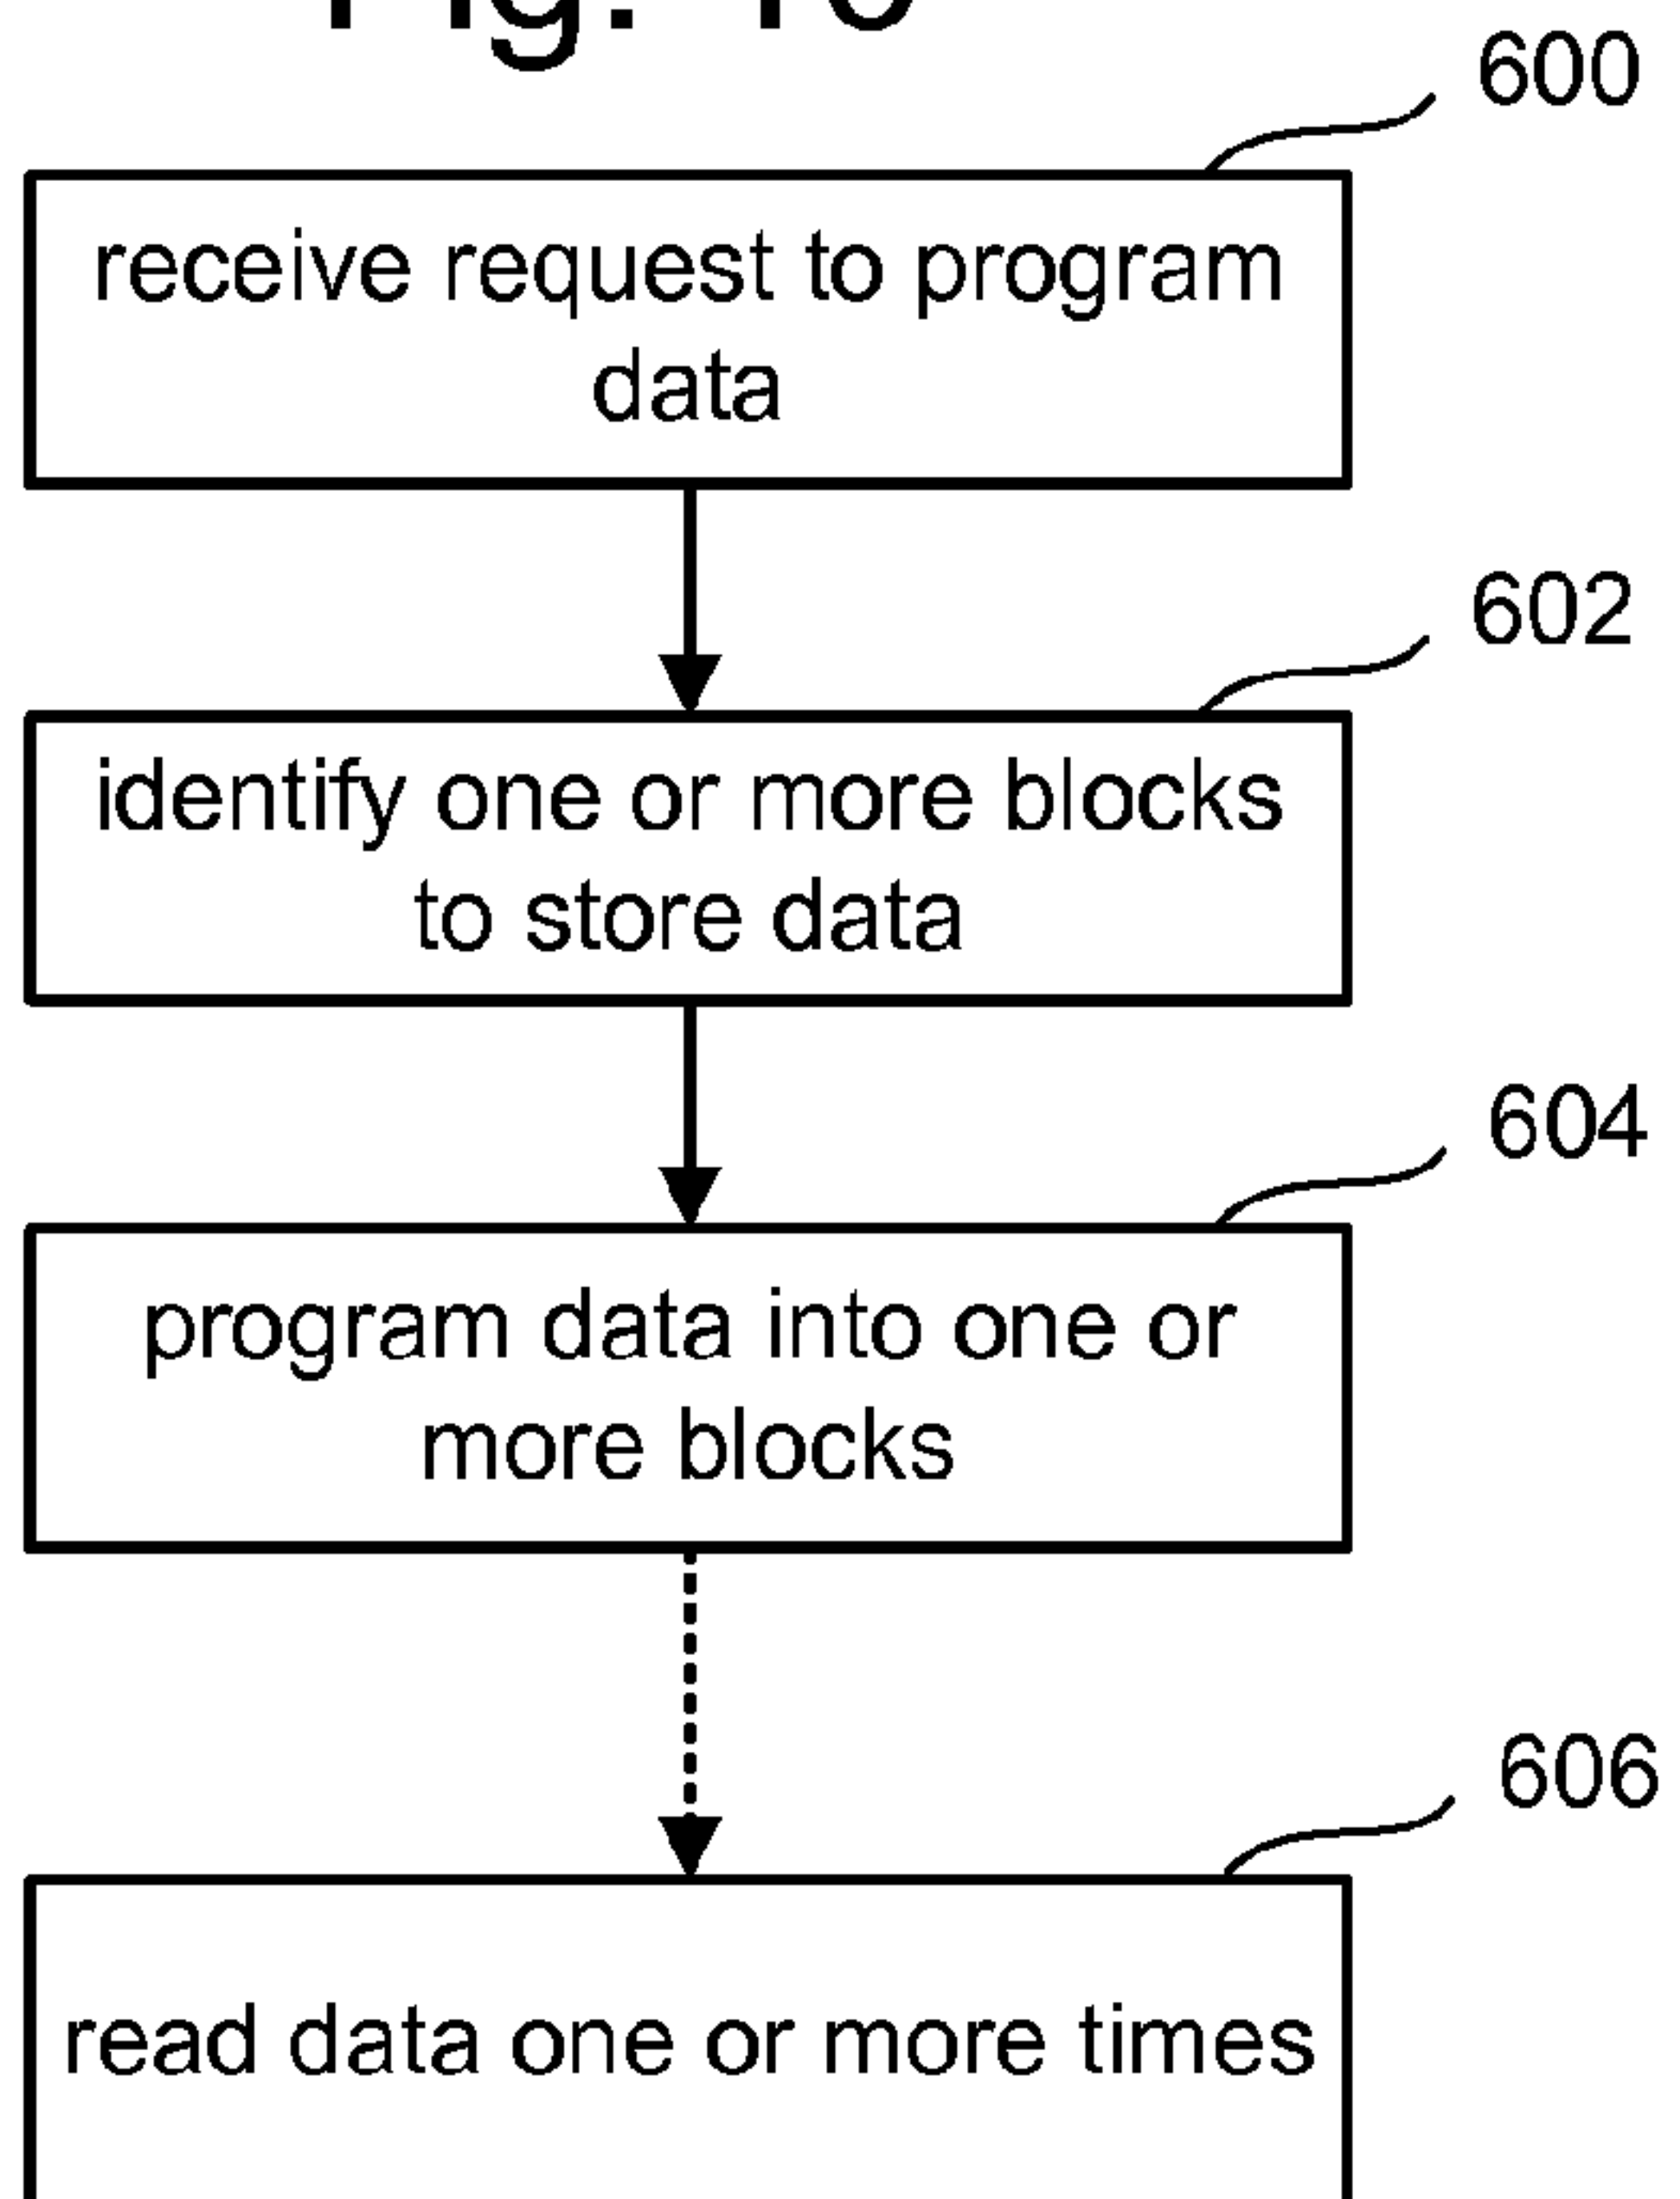 Fig.
600
receive request to program
data
602
identify one or more blocks
to store data
604
program data into one or
more blocks
606
read data one or more times